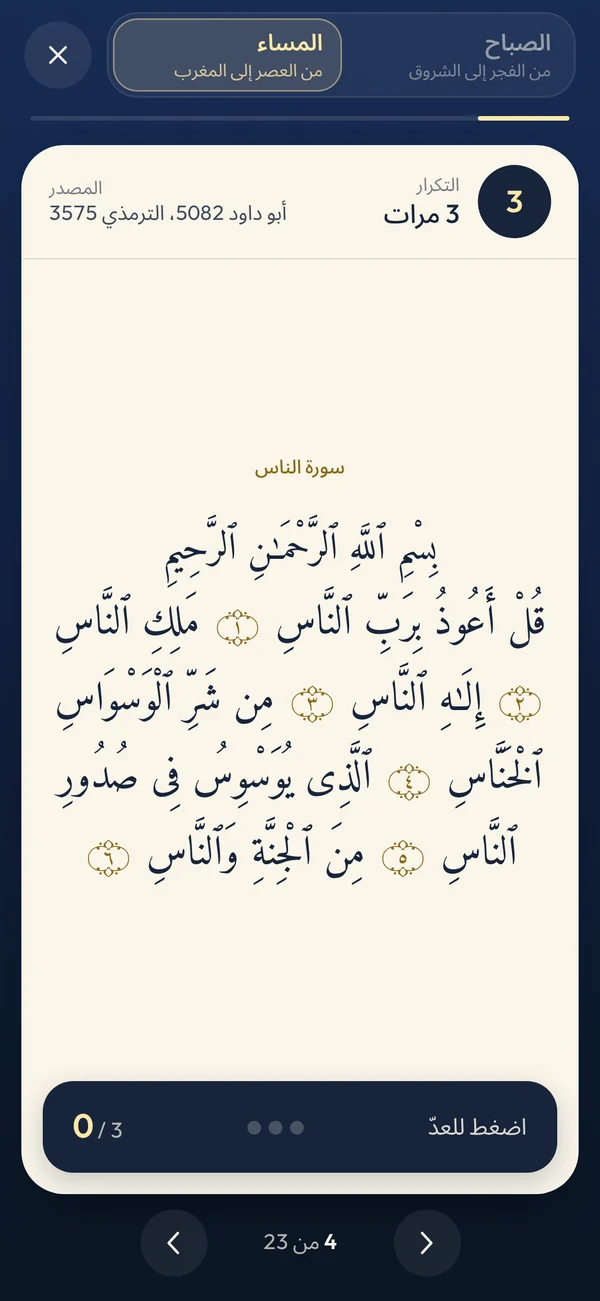 الصباح
من الفجر إلى الشروق
المساء
من العصر إلى المغرب
3
التكرار
3 مرات
المصدر
أبو داود 5082، الترمذي 3575
سورة الناس
بِسْمِ ٱللَّهِ ٱلرَّحْمَـٰنِ ٱلرَّحِيمِ
قُلْ أَعُوذُ بِرَبِّ ٱلنَّاسِ ١ مَلِكِ ٱلنَّاسِ
٢ إِلَـٰهِ ٱلنَّاسِ ٣ مِن شَرِّ ٱلْوَسْوَاسِ
ٱلْخَنَّاسِ ٤ ٱلَّذِى يُوَسْوِسُ فِى صُدُورِ
ٱلنَّاسِ ٥ مِنَ ٱلْجِنَّةِ وَٱلنَّاسِ ٦
اضغط للعدّ
0 / 3
4 من 23